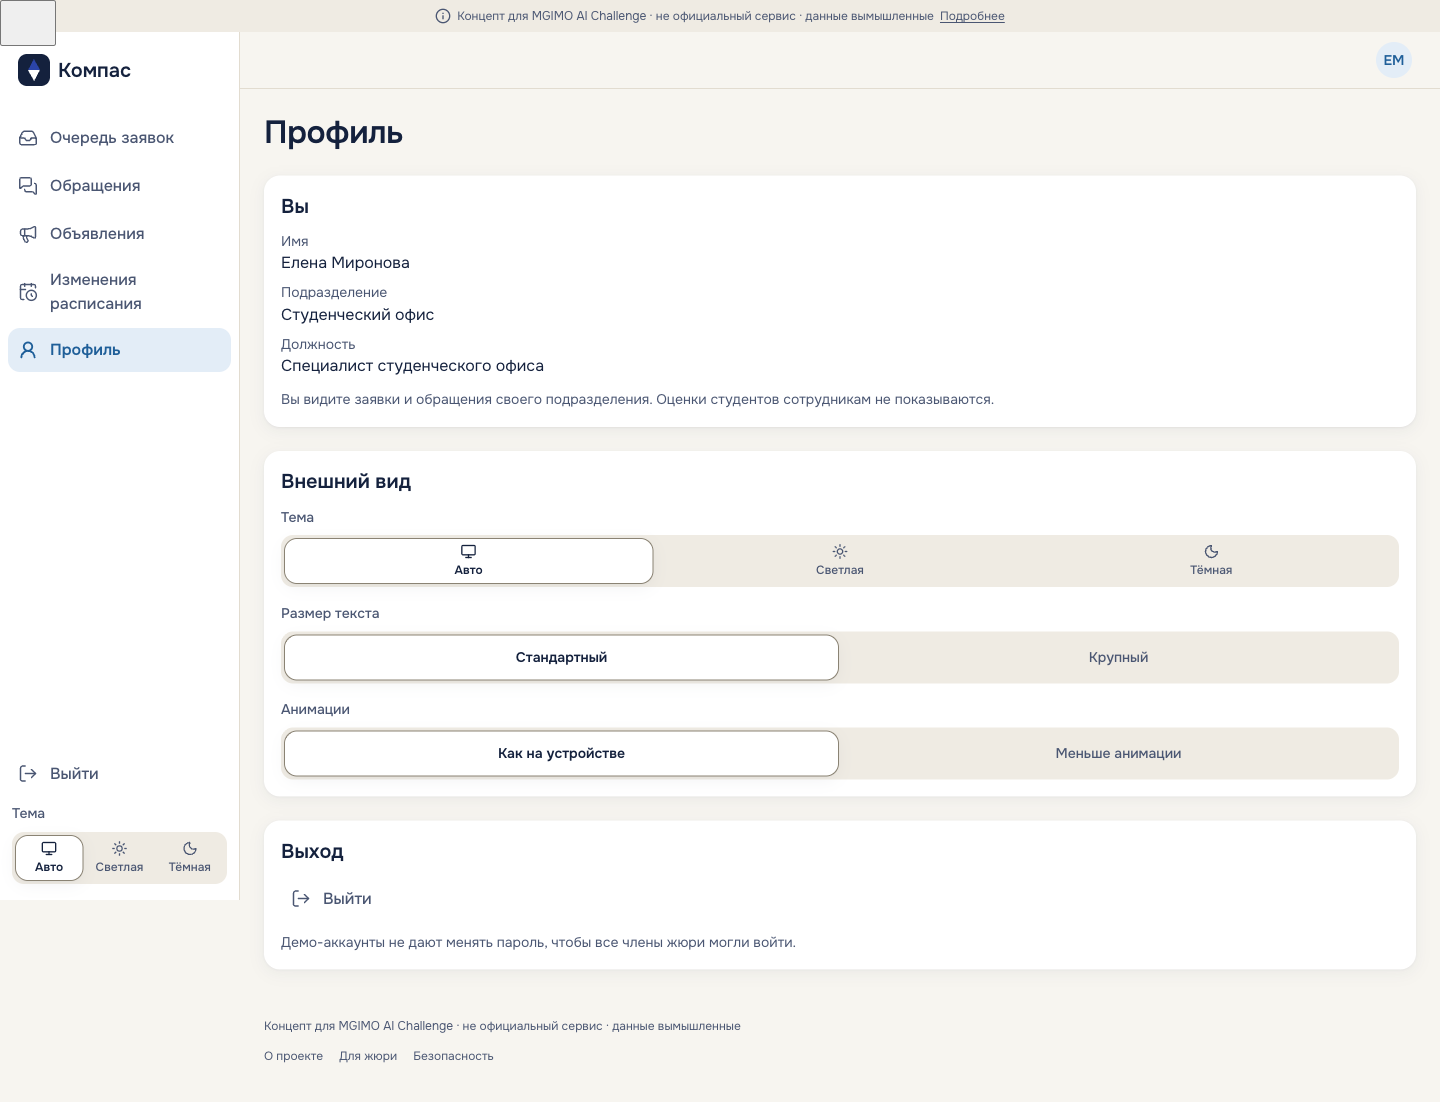 Концепт для MGIMO AI Challenge · не официальный сервис · данные вымышленные Подробнее
Компас
ЕМ
Очередь заявок
Обращения
Объявления
Изменения
расписания
Профиль
Выйти
Тема
Авто
Светлая
Тёмная
Профиль
Вы
Имя
Елена Миронова
Подразделение
Студенческий офис
Должность
Специалист студенческого офиса
Вы видите заявки и обращения своего подразделения. Оценки студентов сотрудникам не показываются.
Внешний вид
Тема
Авто
Светлая
Тёмная
Размер текста
Стандартный
Крупный
Анимации
Как на устройстве
Меньше анимации
Выход
Выйти
Демо-аккаунты не дают менять пароль, чтобы все члены жюри могли войти.
Концепт для MGIMO AI Challenge · не официальный сервис · данные вымышленные
О проекте Для жюри Безопасность